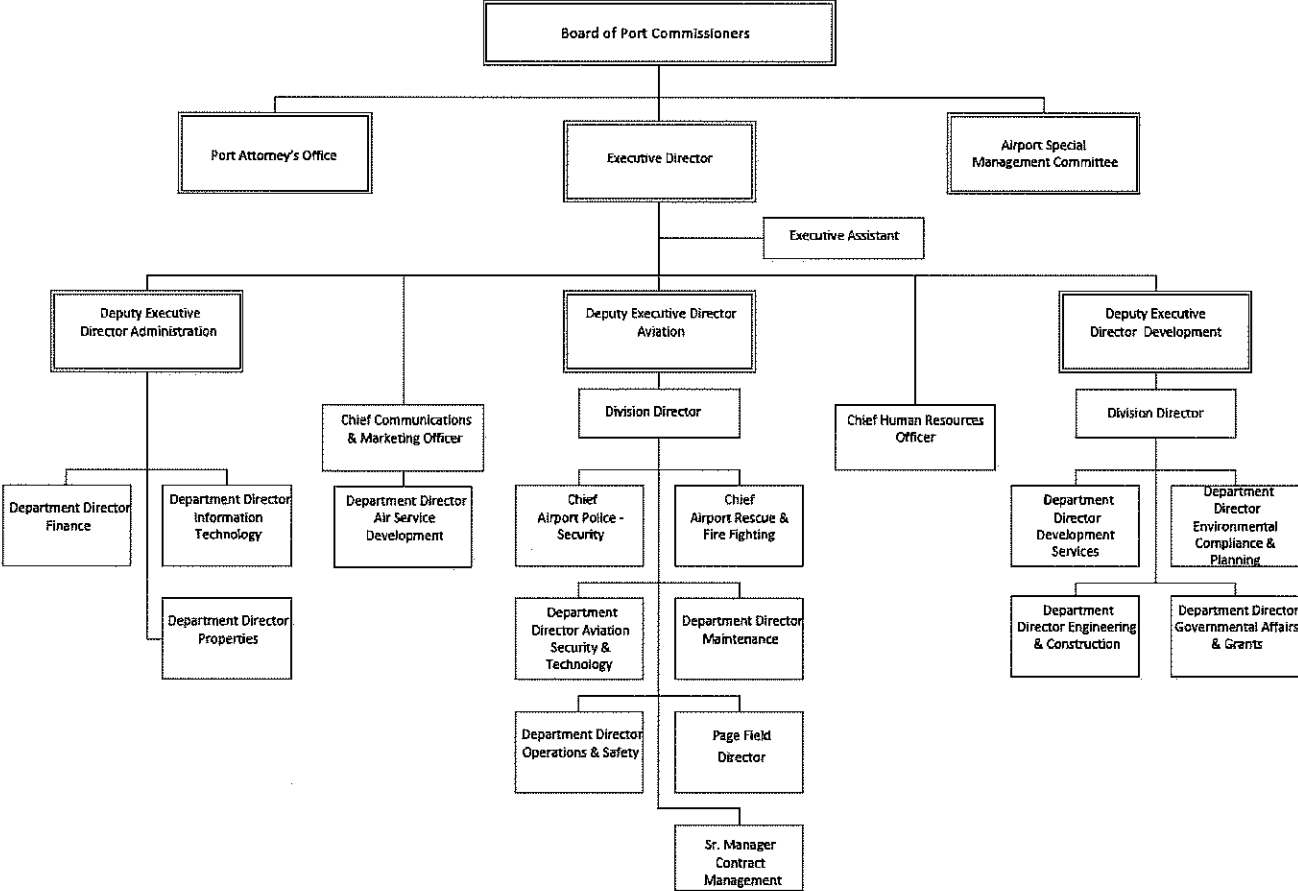 Board of Port Commissioners
Port Attorney's Office
Executive Director
Airport Special
Management Committee
Executive Assistant
Deputy Executive
Director Administration
Deputy Executive Director
Aviation
Deputy Executive
Director Development
Chief Communications
& Marketing Officer
Division Director
Chief Human Resources
Officer
Division Director
Department Director
Finance
Department Director
Information
Technology
Department Director
Air Service
Development
Chief
Airport Police -
Security
Chief
Airport Rescue &
Fire Fighting
Department
Director
Development
Services
Department
Director
Environmental
Compliance &
Planning
Department Director
Properties
Department
Director Aviation
Security &
Technology
Department Director
Maintenance
Department
Director Engineering
& Construction
Department Director
Governmental Affairs
& Grants
Department Director
Operations & Safety
Page Field
Director
Sr. Manager
Contract
Management